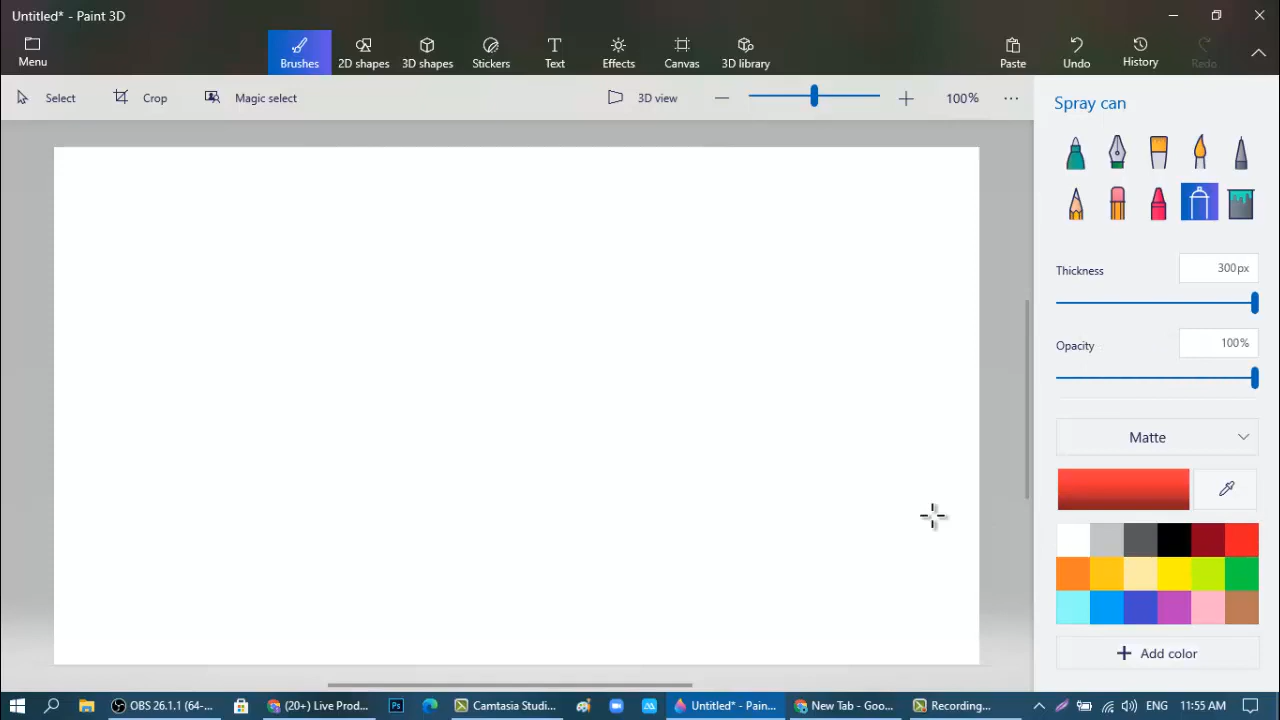 Untitled* - Paint 3D
Menu
Brushes
2D shapes
3D shapes
Stickers
Text
Effects
Canvas
3D library
Paste
Undo
History
Redo
Select
Crop
Magic select
3D view
100%
Spray can
Thickness
300px
Opacity
100%
Matte
Add color
OBS 26.1.1 (64-...
(20+) Live Prod...
Camtasia Studi...
Untitled* - Pain...
New Tab - Goo...
Recording...
ENG
11:55 AM